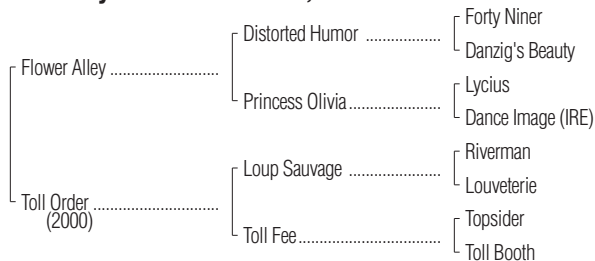 Forty Niner
Distorted Humor
Danzig's Beauty
Flower Alley
Lycius
Princess Olivia
Dance Image (IRE)
Riverman
Loup Sauvage
Louveterie
Toll Order
(2000)
Topsider
Toll Fee
Toll Booth